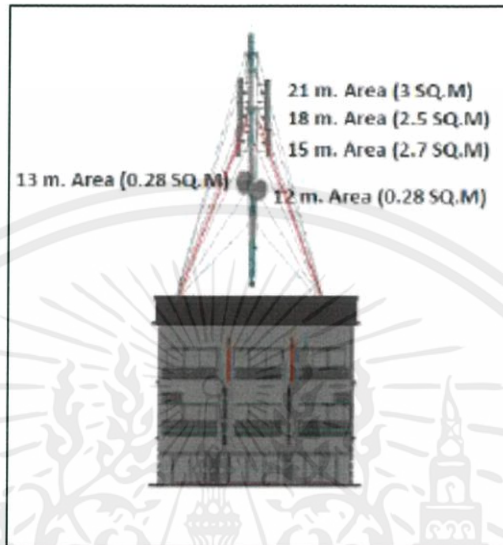 21 m. Area (3 SQ.M)
18 m. Area (2.5 SQ.M)
15 m. Area (2.7 SQ.M)
13 m. Area (0.28 SQ.M)
12 m. Area (0.28 SQ.M)